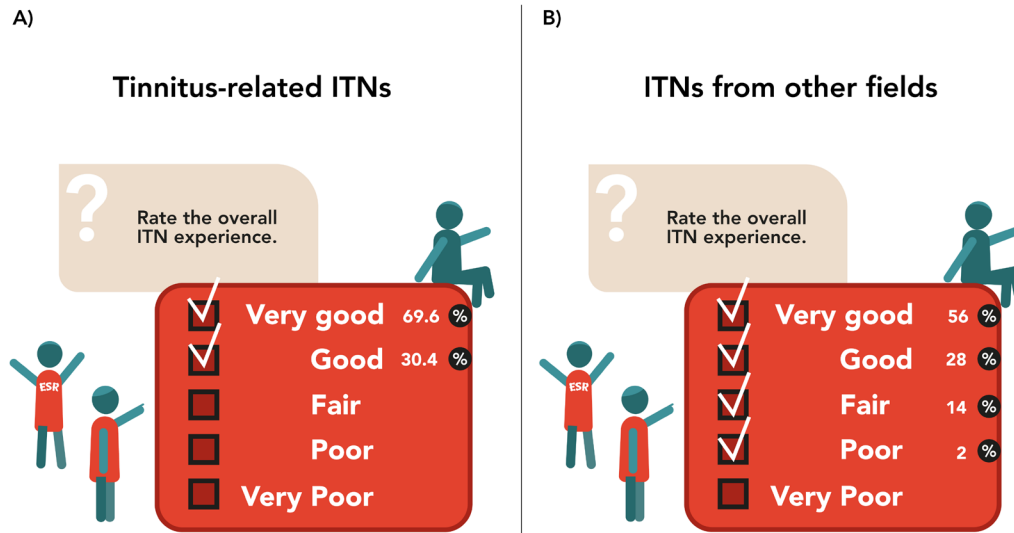 A)
Tinnitus-related ITNs
?
Rate the overall
ITN experience.
Very good 69.6 %
Good 30.4 %
Fair
Poor
Very Poor
ESR
B)
ITNs from other fields
?
Rate the overall
ITN experience.
Very good 56 %
Good 28 %
Fair 14 %
Poor 2 %
Very Poor
ESR